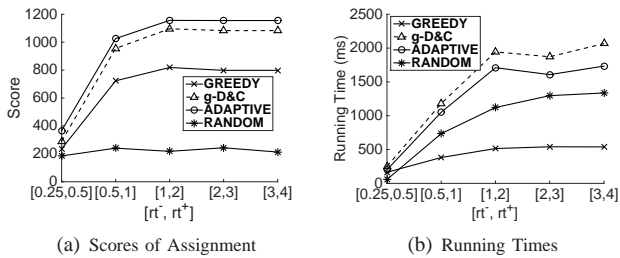 1200
1000
800
600
400
200
0
Score
GREEDY
g-D&C
ADAPTIVE
RANDOM
[0.25,0.5] [0.5,1] [1,2] [2,3] [3,4]
[rt⁻, rt⁺]
(a) Scores of Assignment
2500
2000
1500
1000
500
0
Running Time (ms)
GREEDY
g-D&C
ADAPTIVE
RANDOM
[0.25,0.5] [0.5,1] [1,2] [2,3] [3,4]
[rt⁻, rt⁺]
(b) Running Times